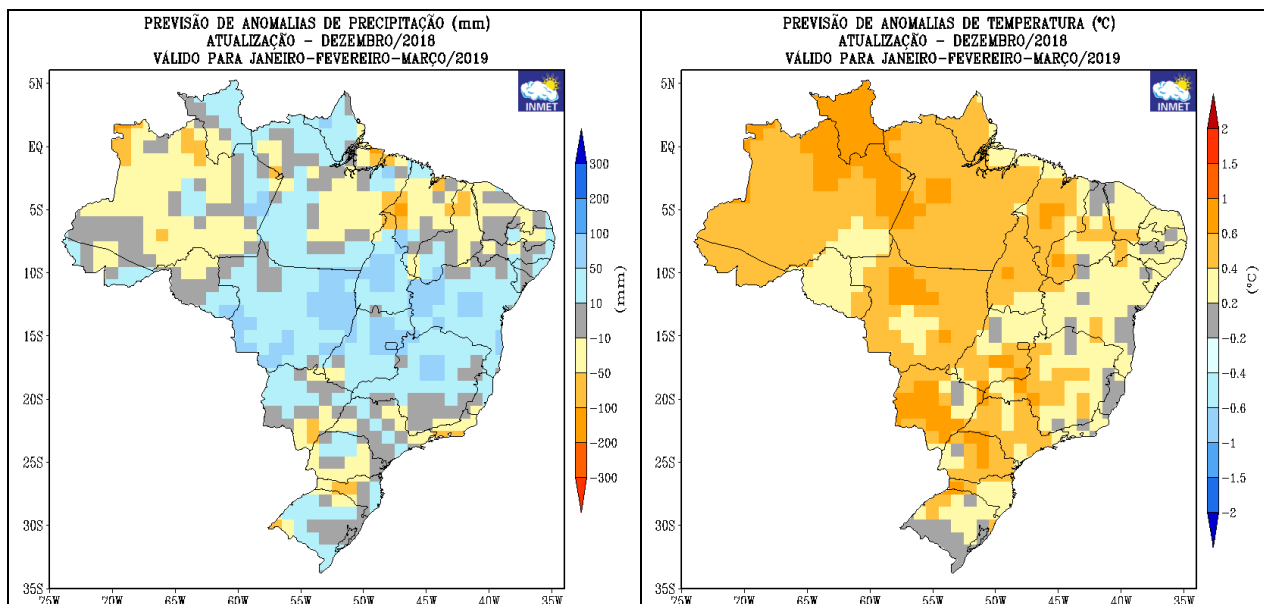 PREVISÃO DE ANOMALIAS DE PRECIPITAÇÃO (mm)
ATUALIZAÇÃO - DEZEMBRO/2018
VÁLIDO PARA JANEIRO-FEVEREIRO-MARÇO/2019
INMET
5N
EQ
5S
10S
15S
20S
25S
30S
35S
75W 70W 65W 60W 55W 50W 45W 40W 35W
300
200
100
50
10
-10
-50
-100
-200
-300
(mm)
PREVISÃO DE ANOMALIAS DE TEMPERATURA (ºC)
ATUALIZAÇÃO - DEZEMBRO/2018
VÁLIDO PARA JANEIRO-FEVEREIRO-MARÇO/2019
INMET
5N
EQ
5S
10S
15S
20S
25S
30S
35S
75W 70W 65W 60W 55W 50W 45W 40W 35W
2
1.5
1
0.6
0.4
0.2
-0.2
-0.4
-0.6
-1
-1.5
-2
(ºC)